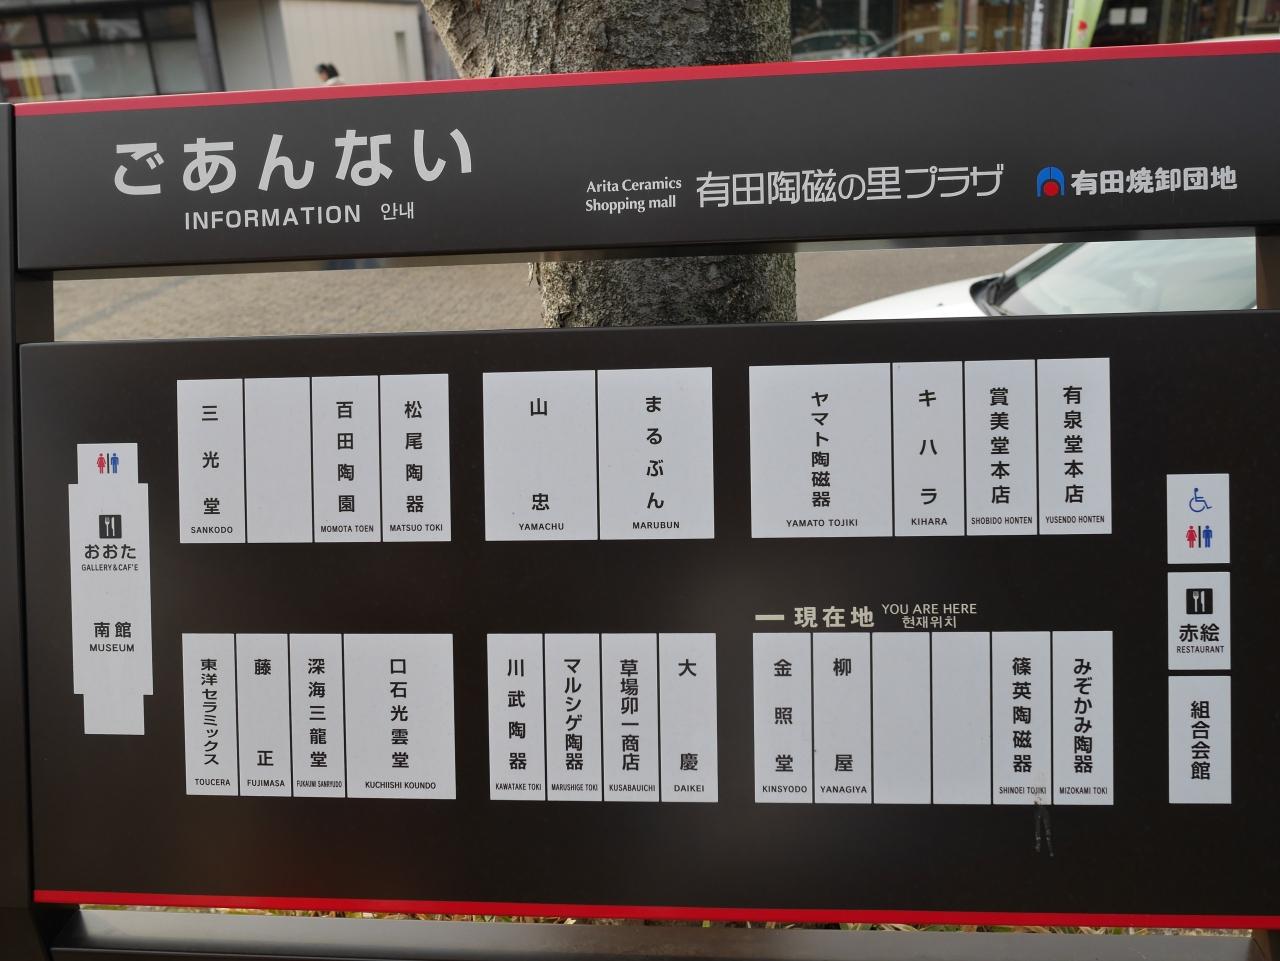 ごあんない
INFORMATION 안내
Arita Ceramics
Shopping mall
有田陶磁の里プラザ
有田焼卸団地
おおた
GALLERY&CAF'E
南館
MUSEUM
三光堂
SANKODO
百田陶園
MOMOTA TOEN
松尾陶器
MATSUO TOKI
山忠
YAMACHU
まるぶん
MARUBUN
ヤマト陶磁器
YAMATO TOJIKI
キハラ
KIHARA
賞美堂本店
SHOBIDO HONTEN
有泉堂本店
YUSENDO HONTEN
現在地 YOU ARE HERE
현재위치
東洋セラミックス
TOUCERA
藤正
FUJIMASA
深海三龍堂
FUKAUMI SANRYUDO
口石光雲堂
KUCHIISHI KOUNDO
川武陶器
KAWATAKE TOKI
マルシゲ陶器
MARUSHIGE TOKI
草場卯一商店
KUSABAUICHI
大慶
DAIKEI
金照堂
KINSYODO
柳屋
YANAGIYA
篠英陶磁器
SHINOEI TOJIKI
みぞかみ陶器
MIZOKAMI TOKI
赤絵
RESTAURANT
組合会館